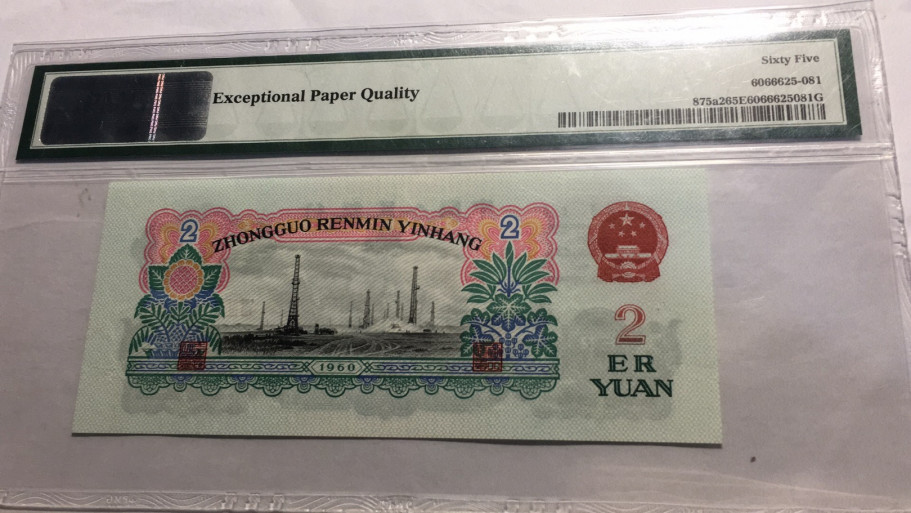 Sixty Five
Exceptional Paper Quality
6066625-081
875a265E6066625081G
2
2
ZHONGGUO RENMIN YINHANG
1960
2
ER
YUAN